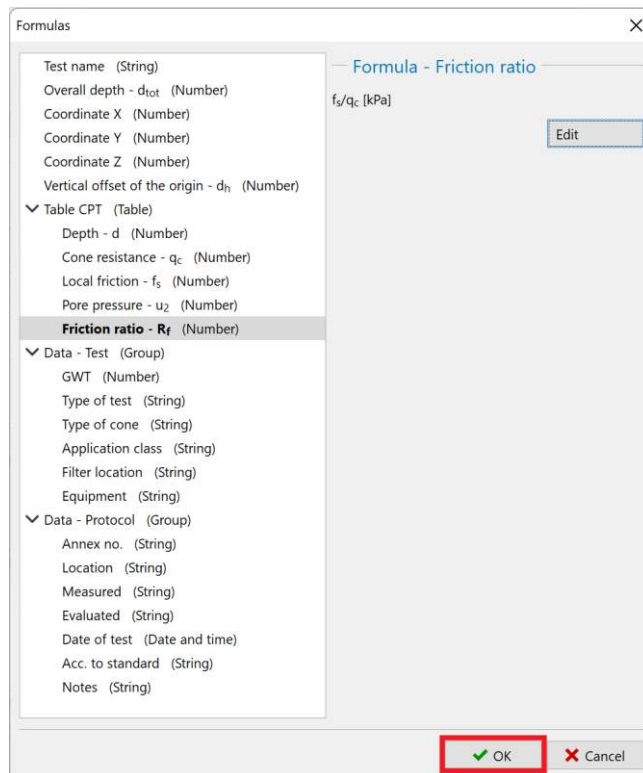 Formulas
Test name (String)
Overall depth - dtot (Number)
Coordinate X (Number)
Coordinate Y (Number)
Coordinate Z (Number)
Vertical offset of the origin - dh (Number)
Table CPT (Table)
Depth - d (Number)
Cone resistance - qc (Number)
Local friction - fs (Number)
Pore pressure - u2 (Number)
Friction ratio - Rf (Number)
Data - Test (Group)
GWT (Number)
Type of test (String)
Type of cone (String)
Application class (String)
Filter location (String)
Equipment (String)
Data - Protocol (Group)
Annex no. (String)
Location (String)
Measured (String)
Evaluated (String)
Date of test (Date and time)
Acc. to standard (String)
Notes (String)
Formula - Friction ratio
fs/qc [kPa]
Edit
OK
Cancel